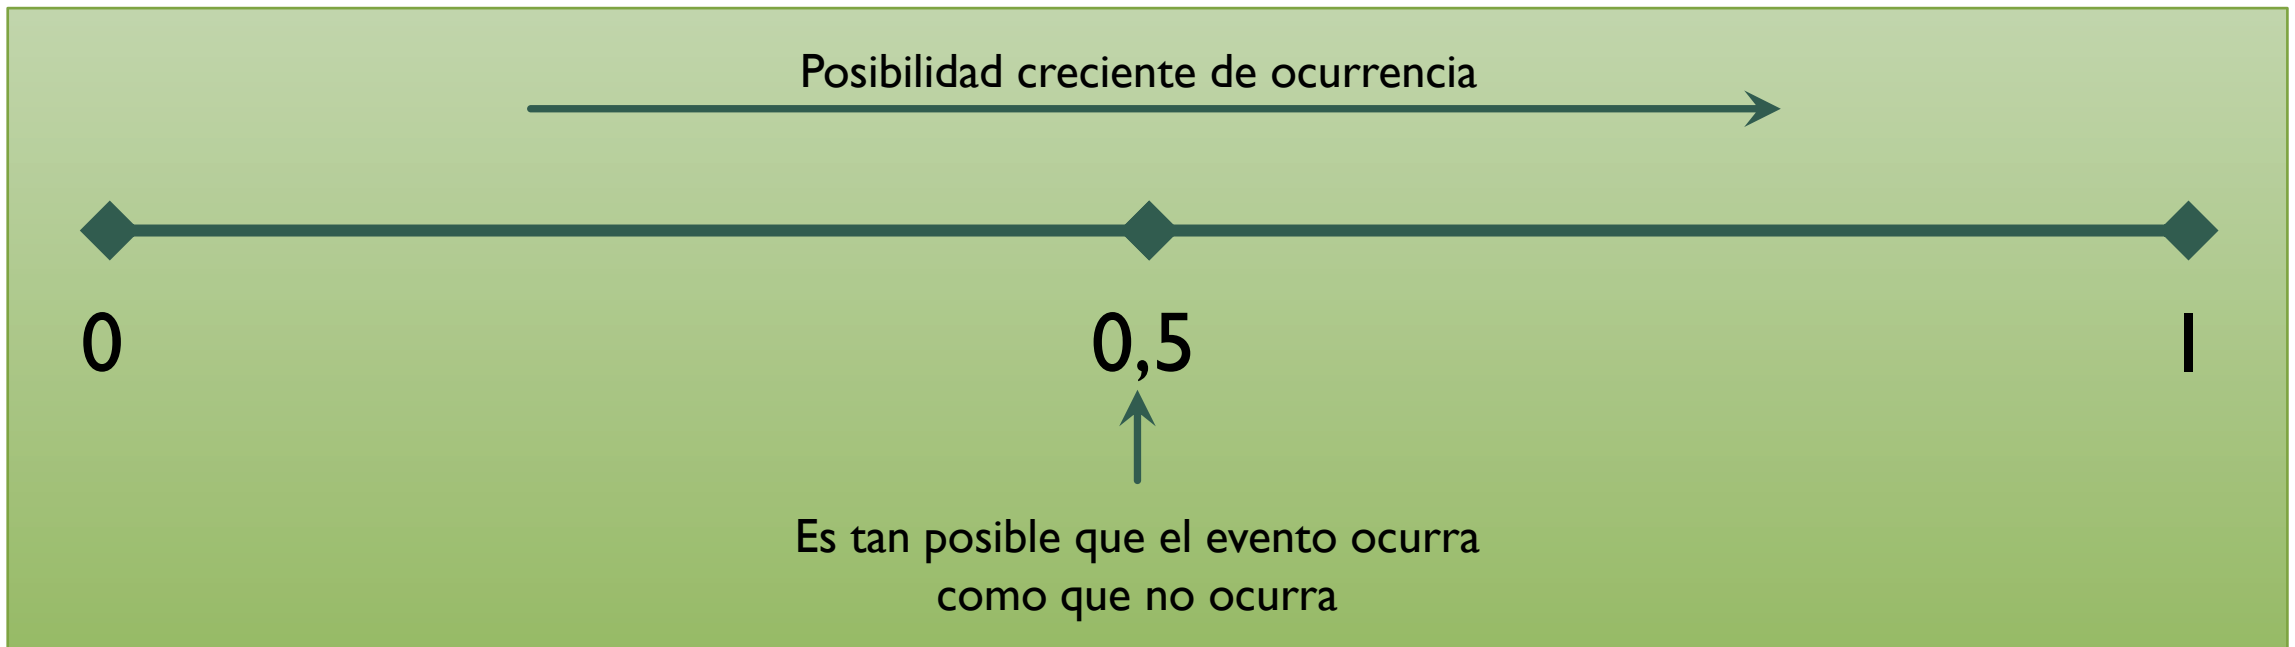 Posibilidad creciente de ocurrencia
0 0,5 1
Es tan posible que el evento ocurra
como que no ocurra